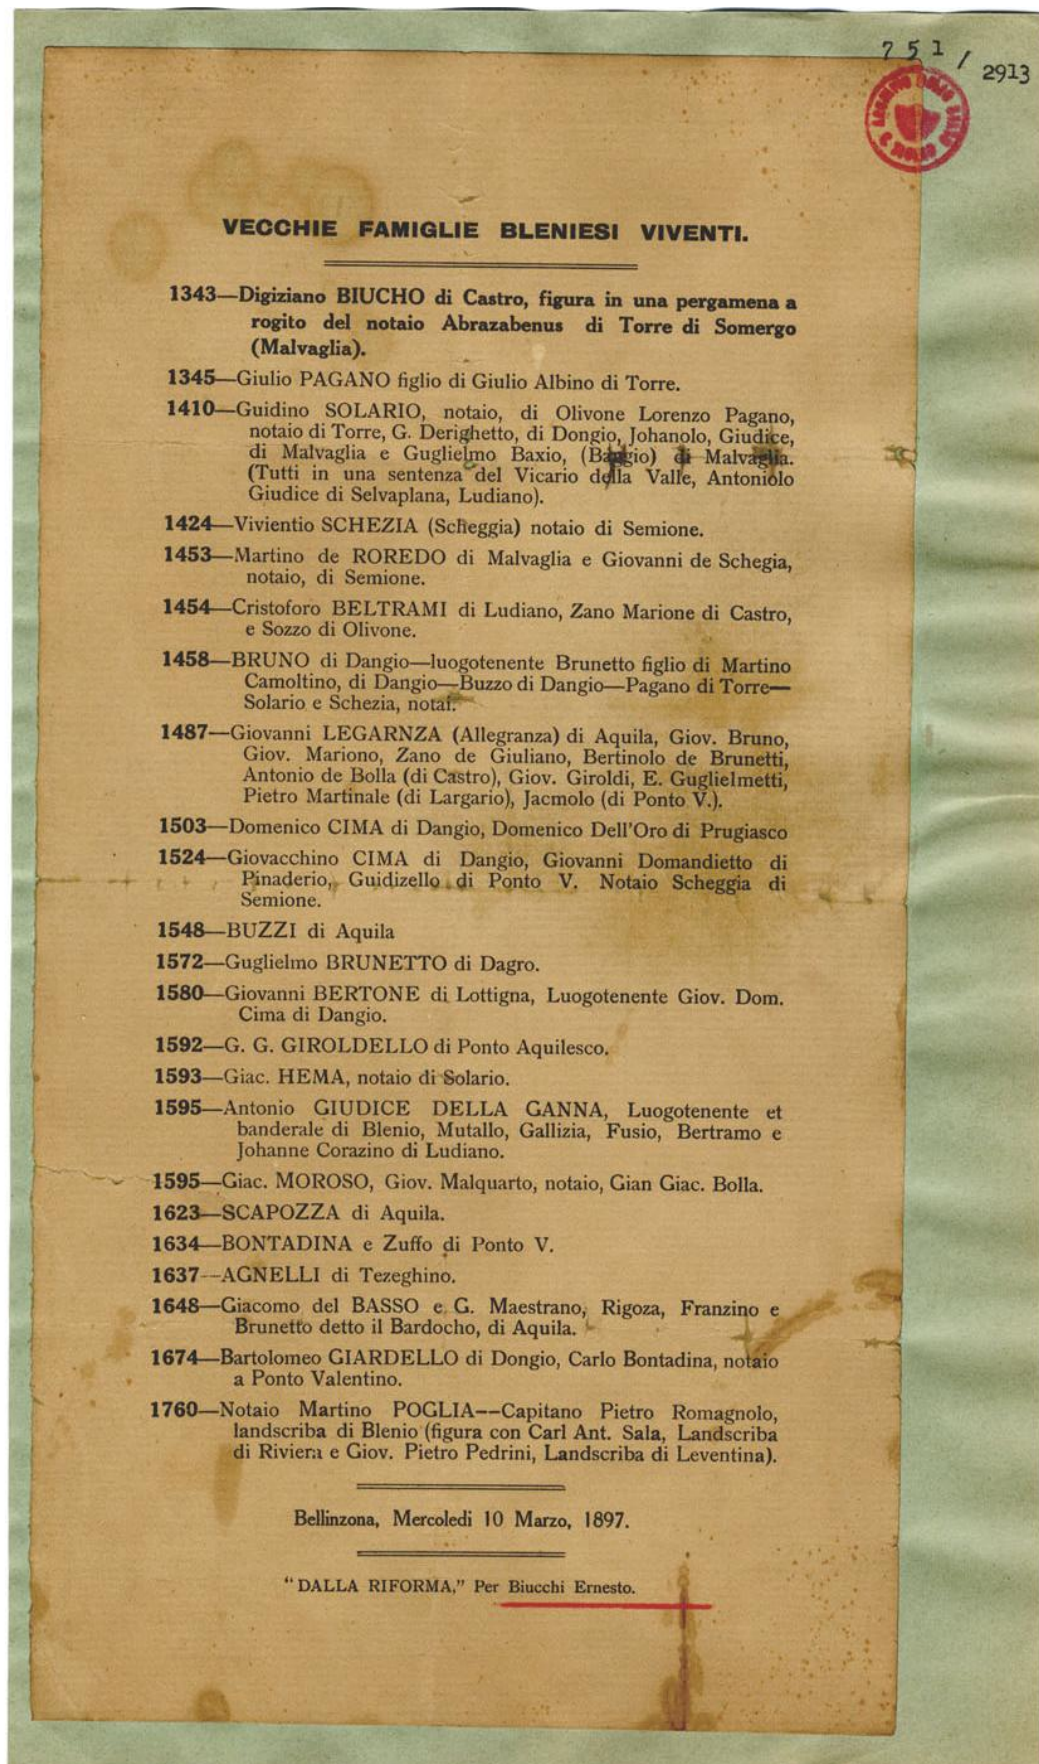 751/
2913
VECCHIE FAMIGLIE BLENIESI VIVENTI.
1343—Digiziano BIUCHO di Castro, figura in una pergamena a
rogito del notaio Abrazabenus di Torre di Somergo
(Malvaglia).
1345—Giulio PAGANO figlio di Giulio Albino di Torre.
1410—Guidino SOLARIO, notaio, di Olivone Lorenzo Pagano,
notaio di Torre, G. Derighetto, di Dongio, Johanolo, Giudice,
di Malvaglia e Guglielmo Baxio, di Malvaglia.
(Tutti in una sentenza del Vicario della Valle, Antoniolo
Giudice di Selvaplana, Ludiano).
1424—Vivientio SCHEZIA (Scheggia) notaio di Semione.
1453—Martino de ROREDO di Malvaglia e Giovanni de Schegia,
notaio, di Semione.
1454—Cristoforo BELTRAMI di Ludiano, Zano Marione di Castro,
e Sozzo di Olivone.
1458—BRUNO di Dangio—luogotenente Brunetto figlio di Martino
Camoltino, di Dangio—Buzzo di Dangio—Pagano di Torre—
Solario e Schezia, notai.
1487—Giovanni LEGARNZA (Allegranza) di Aquila, Giov. Bruno,
Giov. Mariono, Zano de Giuliano, Bertinolo de Brunetti,
Antonio de Bolla (di Castro), Giov. Giroldi, E. Guglielmetti,
Pietro Martinale (di Largario), Jacmolo (di Ponto V.).
1503—Domenico CIMA di Dangio, Domenico Dell'Oro di Prugiasco
1524—Giovacchino CIMA di Dangio, Giovanni Domandietto di
Pinaderio, Guidizello di Ponto V. Notaio Scheggia di
Semione.
1548—BUZZI di Aquila
1572—Guglielmo BRUNETTO di Dagro.
1580—Giovanni BERTONE di Lottigna, Luogotenente Giov. Dom.
Cima di Dangio.
1592—G. G. GIROLDELLO di Ponto Aquilesco.
1593—Giac. HEMA, notaio di Solario.
1595—Antonio GIUDICE DELLA GANNA, Luogotenente et
banderale di Blenio, Mutallo, Gallizia, Fusio, Bertramo e
Johanne Corazino di Ludiano.
1595—Giac. MOROSO, Giov. Malquarto, notaio, Gian Giac. Bolla.
1623—SCAPOZZA di Aquila.
1634—BONTADINA e Zuffo di Ponto V.
1637—AGNELLI di Tezeghino.
1648—Giacomo del BASSO e G. Maestrano, Rigoza, Franzino e
Brunetto detto il Bardocho, di Aquila.
1674—Bartolomeo GIARDELLO di Dongio, Carlo Bontadina, notaio
a Ponto Valentino.
1760—Notaio Martino POGLIA—Capitano Pietro Romagnolo,
landscriba di Blenio (figura con Carl Ant. Sala, Landscriba
di Riviera e Giov. Pietro Pedrini, Landscriba di Leventina).
Bellinzona, Mercoledi 10 Marzo, 1897.
"DALLA RIFORMA," Per Biucchi Ernesto.